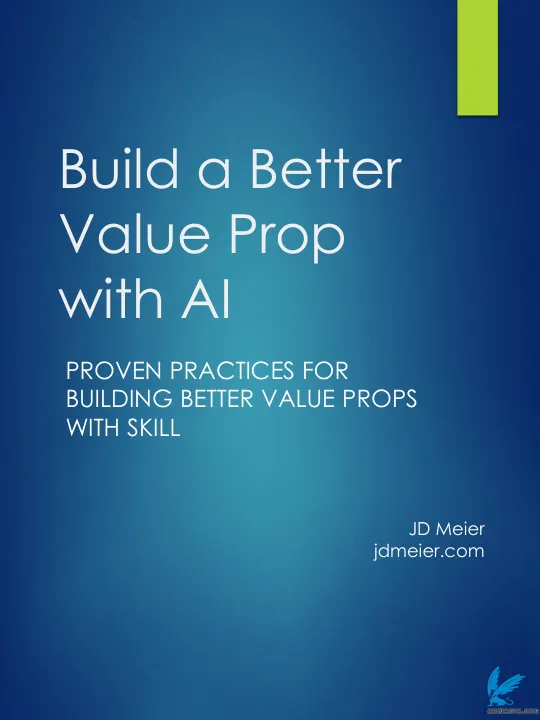 Build a Better
Value Prop
with AI
PROVEN PRACTICES FOR
BUILDING BETTER VALUE PROPS
WITH SKILL
JD Meier
jdmeier.com